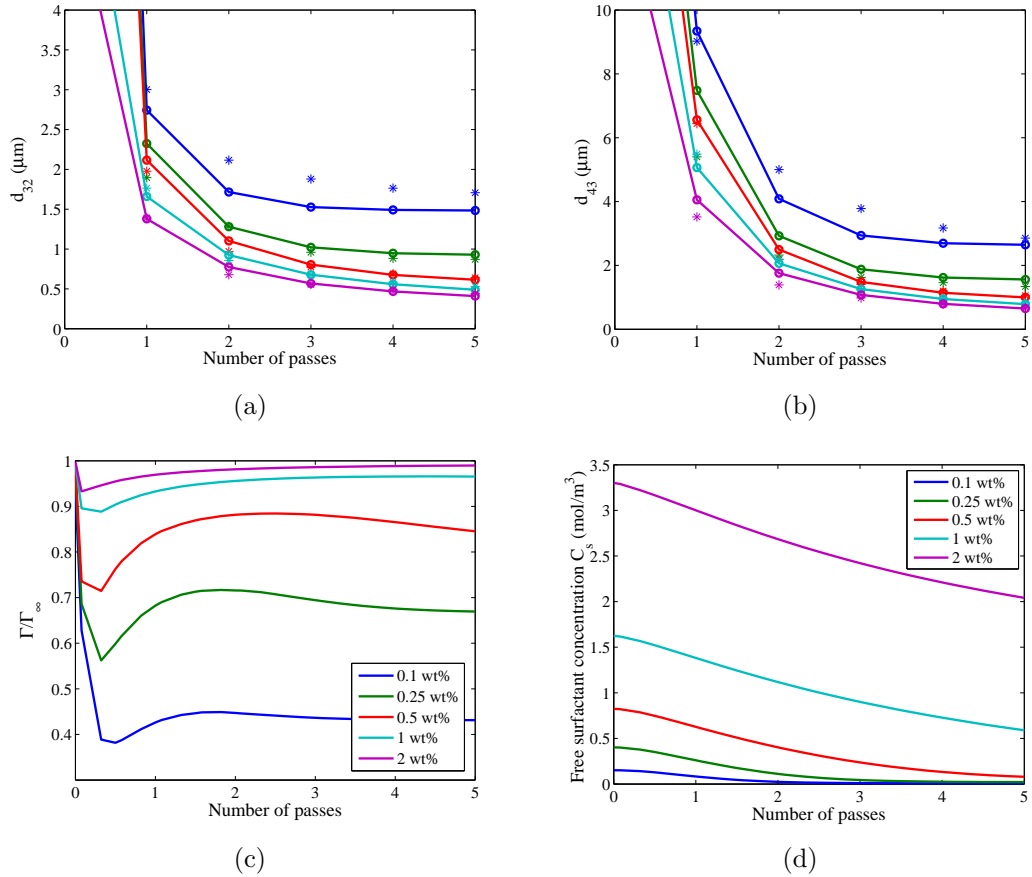 4
3.5
3
2.5
2
1.5
1
0.5
0
d32 (µm)
0 1 2 3 4 5
Number of passes
(a)
10
8
6
4
2
0
d43 (µm)
0 1 2 3 4 5
Number of passes
(b)
1
0.9
0.8
0.7
0.6
0.5
0.4
Γ/Γ∞
0.1 wt%
0.25 wt%
0.5 wt%
1 wt%
2 wt%
0 1 2 3 4 5
Number of passes
(c)
3.5
3
2.5
2
1.5
1
0.5
0
Free surfactant concentration Cs (mol/m³)
0.1 wt%
0.25 wt%
0.5 wt%
1 wt%
2 wt%
0 1 2 3 4 5
Number of passes
(d)